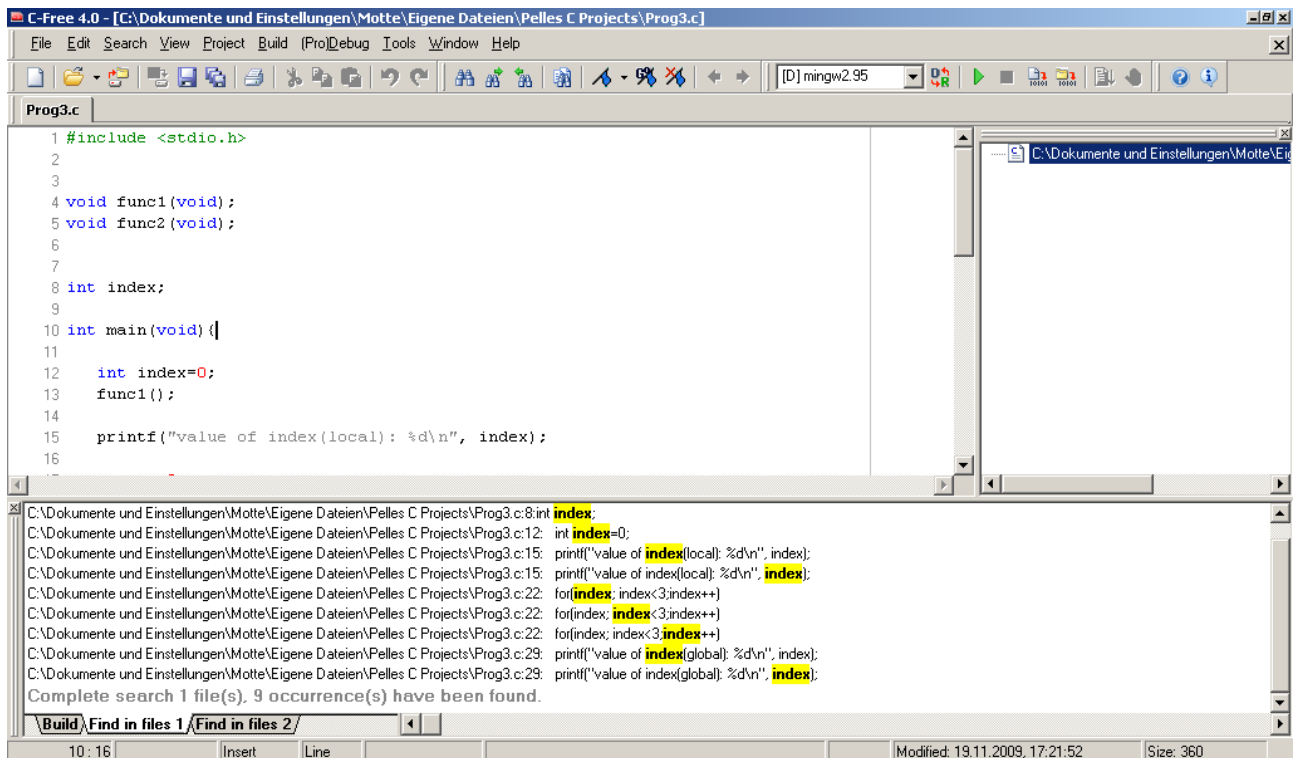 C-Free 4.0 - [C:\Dokumente und Einstellungen\Motte\Eigene Dateien\Pelles C Projects\Prog3.c]
File Edit Search View Project Build (Pro)Debug Tools Window Help
[D] mingw2.95
Prog3.c
1 #include <stdio.h>
2
3
4 void func1(void);
5 void func2(void);
6
7
8 int index;
9
10 int main(void){
11
12 int index=0;
13 func1();
14
15 printf("value of index(local): %d\n", index);
16
C:\Dokumente und Einstellungen\Motte\Eig
C:\Dokumente und Einstellungen\Motte\Eigene Dateien\Pelles C Projects\Prog3.c:8:int index;
C:\Dokumente und Einstellungen\Motte\Eigene Dateien\Pelles C Projects\Prog3.c:12: int index=0;
C:\Dokumente und Einstellungen\Motte\Eigene Dateien\Pelles C Projects\Prog3.c:15: printf("value of index(local): %d\n", index);
C:\Dokumente und Einstellungen\Motte\Eigene Dateien\Pelles C Projects\Prog3.c:15: printf("value of index(local): %d\n", index);
C:\Dokumente und Einstellungen\Motte\Eigene Dateien\Pelles C Projects\Prog3.c:22: for(index; index<3;index++)
C:\Dokumente und Einstellungen\Motte\Eigene Dateien\Pelles C Projects\Prog3.c:22: for(index; index<3;index++)
C:\Dokumente und Einstellungen\Motte\Eigene Dateien\Pelles C Projects\Prog3.c:22: for(index; index<3;index++)
C:\Dokumente und Einstellungen\Motte\Eigene Dateien\Pelles C Projects\Prog3.c:29: printf("value of index(global): %d\n", index);
C:\Dokumente und Einstellungen\Motte\Eigene Dateien\Pelles C Projects\Prog3.c:29: printf("value of index(global): %d\n", index);
Complete search 1 file(s), 9 occurrence(s) have been found.
Build Find in files 1 Find in files 2
10 : 16 Insert Line Modified: 19.11.2009, 17:21:52 Size: 360